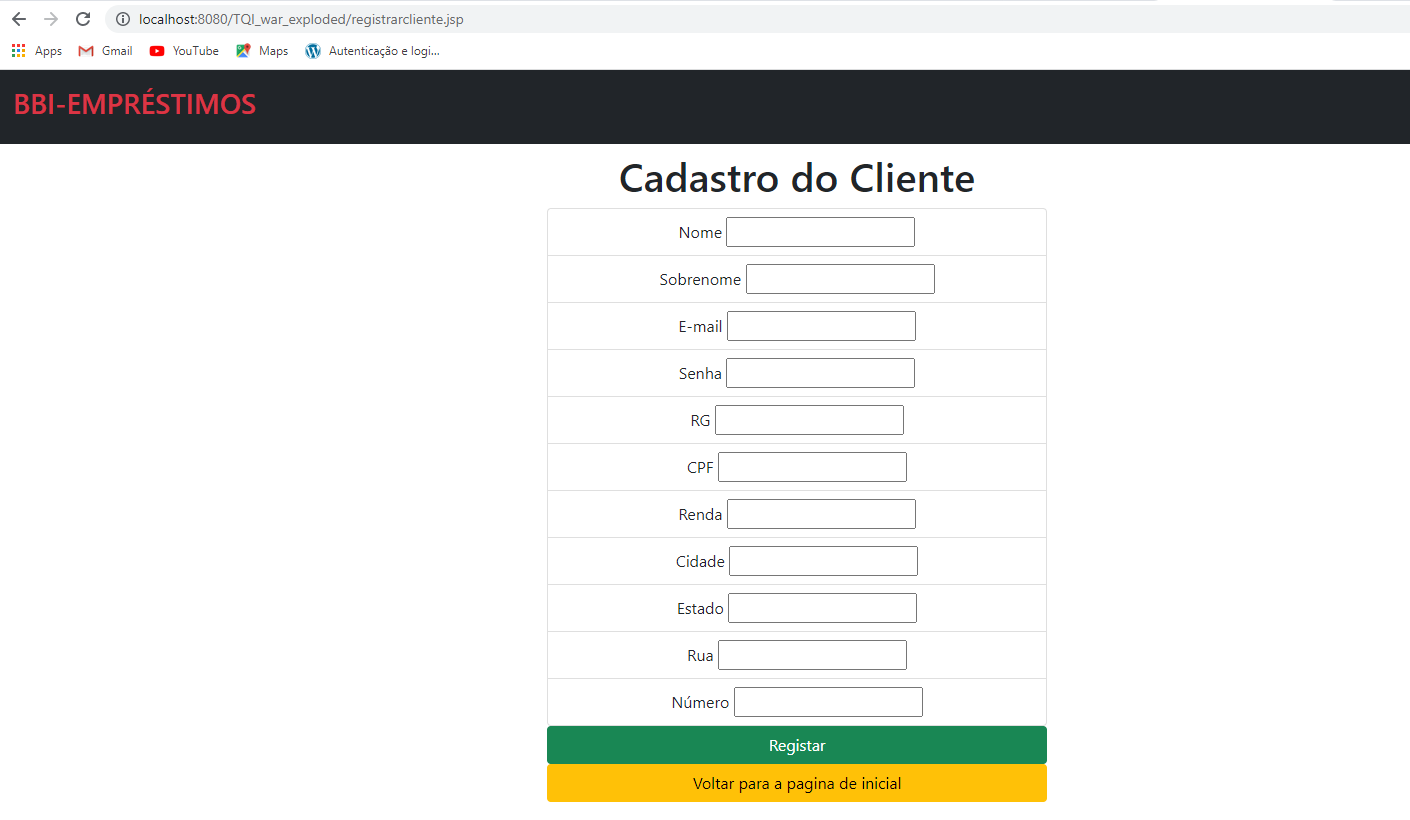 localhost:8080/TQI_war_exploded/registrarcliente.jsp
Apps Gmail YouTube Maps Autenticação e logi...
BBI-EMPRÉSTIMOS
Cadastro do Cliente
Nome
Sobrenome
E-mail
Senha
RG
CPF
Renda
Cidade
Estado
Rua
Número
Registar
Voltar para a pagina de inicial